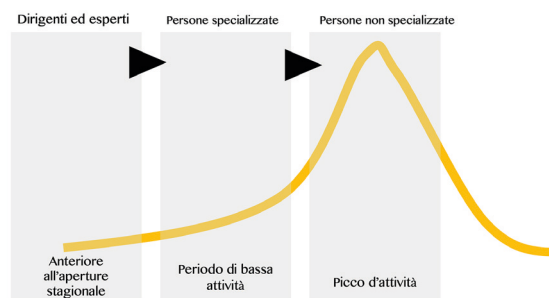 Dirigenti ed esperti
Persone specializzate
Persone non specializzate
Anteriore
all'aperture
stagionale
Periodo di bassa
attività
Picco d'attività